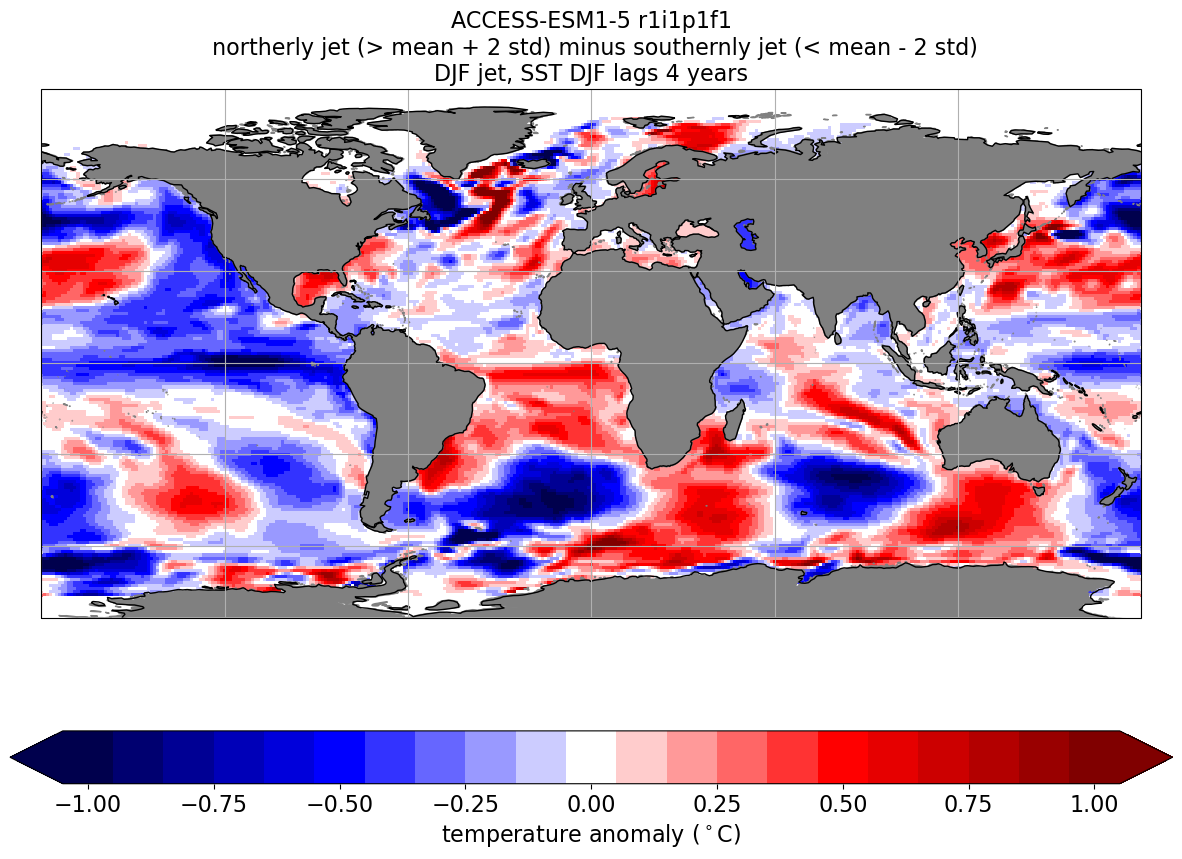 ACCESS-ESM1-5 r1i1p1f1
northerly jet (> mean + 2 std) minus southernly jet (< mean - 2 std)
DJF jet, SST DJF lags 4 years
−1.00 −0.75 −0.50 −0.25 0.00 0.25 0.50 0.75 1.00
temperature anomaly (°C)